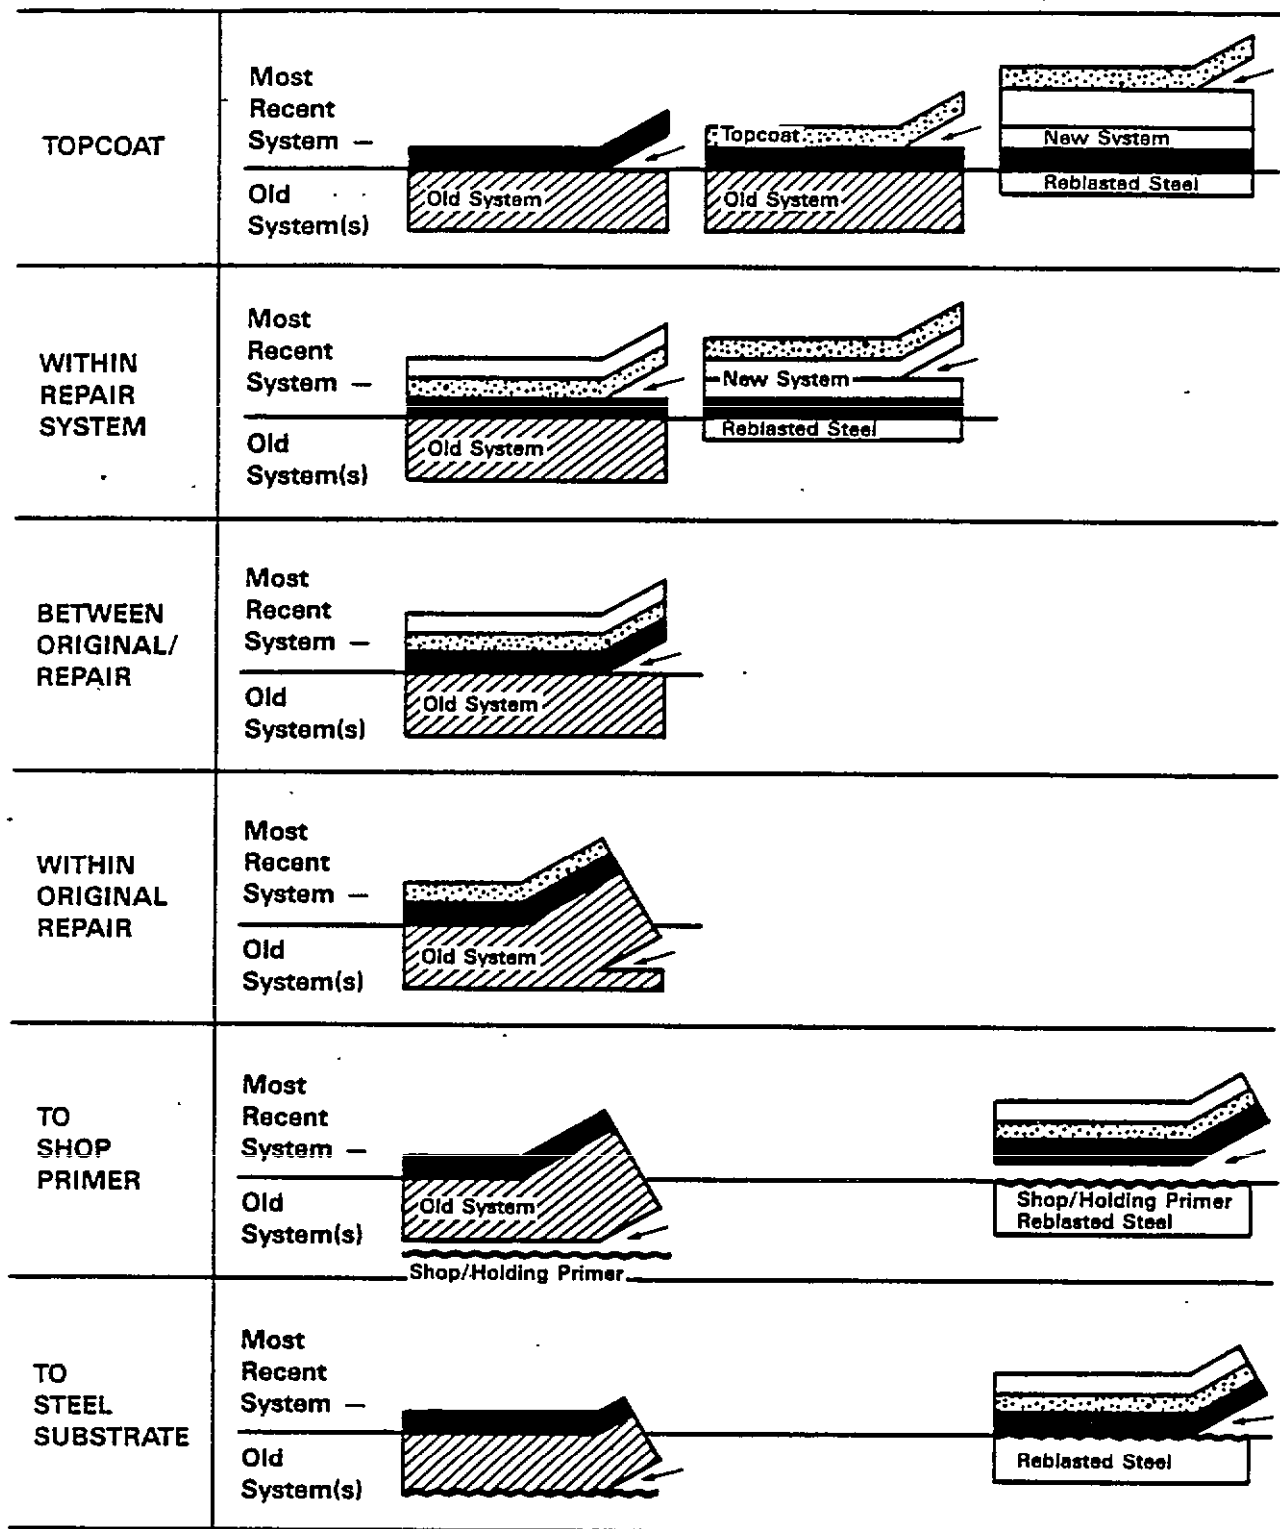 TOPCOAT
Most
Recent
System —
Old
System(s)
Old System
Topcoat
Old System
New System
Reblasted Steel
WITHIN
REPAIR
SYSTEM
Most
Recent
System —
Old
System(s)
Old System
New System
Reblasted Steel
BETWEEN
ORIGINAL/
REPAIR
Most
Recent
System —
Old
System(s)
Old System
WITHIN
ORIGINAL
REPAIR
Most
Recent
System —
Old
System(s)
Old System
TO
SHOP
PRIMER
Most
Recent
System —
Old
System(s)
Old System
Shop/Holding Primer
Shop/Holding Primer
Reblasted Steel
TO
STEEL
SUBSTRATE
Most
Recent
System —
Old
System(s)
Reblasted Steel